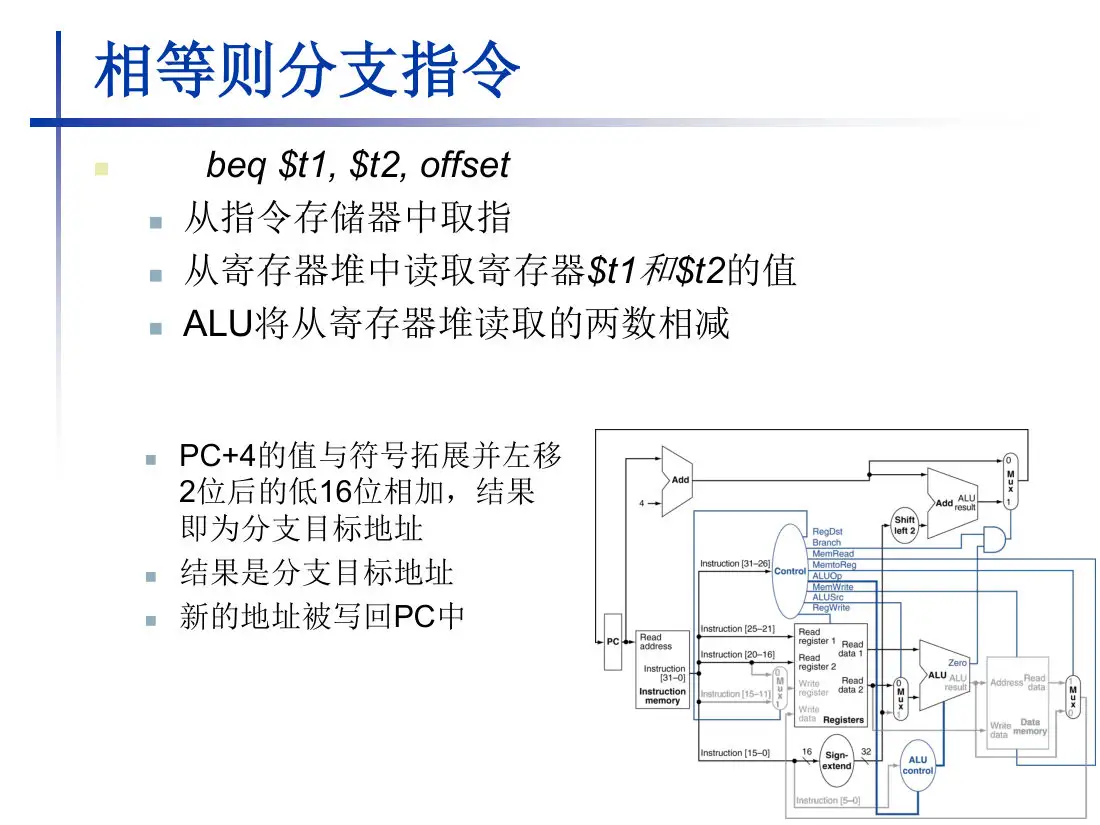 相等则分支指令
beq $t1, $t2, offset
从指令存储器中取指
从寄存器堆中读取寄存器$t1和$t2的值
ALU将从寄存器堆读取的两数相减
PC+4的值与符号拓展并左移
2位后的低16位相加，结果
即为分支目标地址
结果是分支目标地址
新的地址被写回PC中
Add
4
Shift
left 2
Add
ALU
result
0
M
u
x
1
RegDst
Branch
MemRead
MemtoReg
ALUOp
MemWrite
ALUSrc
RegWrite
Instruction [31–26]
Control
PC
Read
address
Instruction
[31–0]
Instruction
memory
Instruction [25–21]
Instruction [20–16]
Instruction [15–11]
0
M
u
x
1
Read
register 1
Read
register 2
Write
register
Write
data
Read
data 1
Read
data 2
Registers
0
M
u
x
1
Zero
ALU
ALU
result
Address
Read
data
Write
data
Data
memory
1
M
u
x
0
Instruction [15–0]
16
Sign-
extend
32
ALU
control
Instruction [5–0]